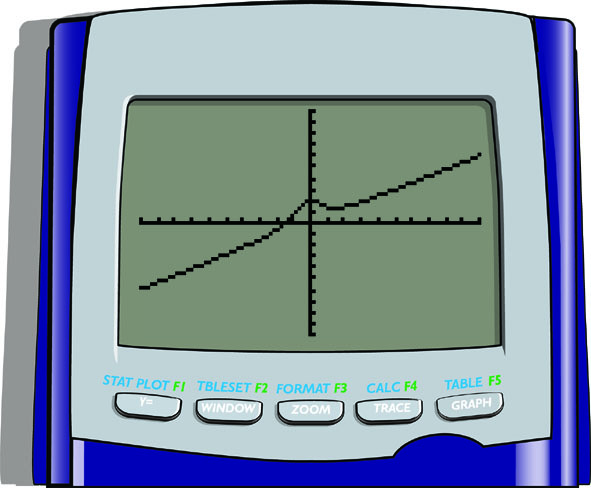 STAT PLOT F1 TBLESET F2 FORMAT F3 CALC F4 TABLE F5
Y= WINDOW ZOOM TRACE GRAPH